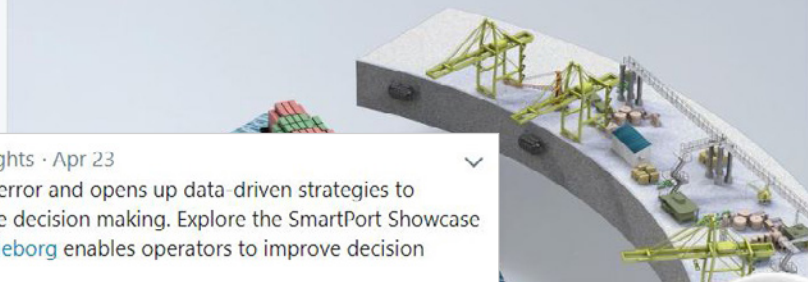 ghts · Apr 23
error and opens up data-driven strategies to
e decision making. Explore the SmartPort Showcase
eborg enables operators to improve decision